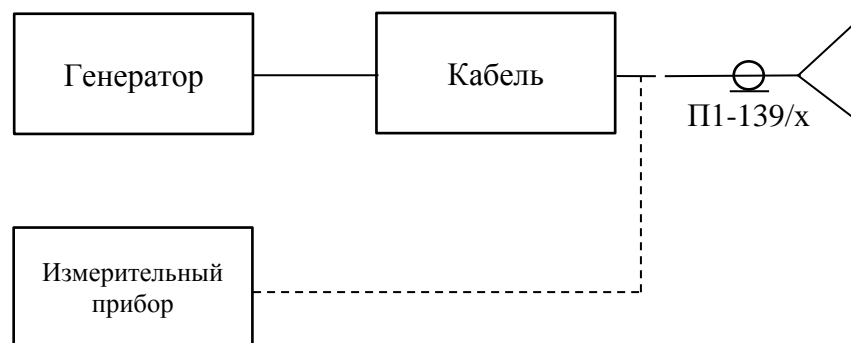 Генератор
Кабель
П1-139/х
Измерительный
прибор